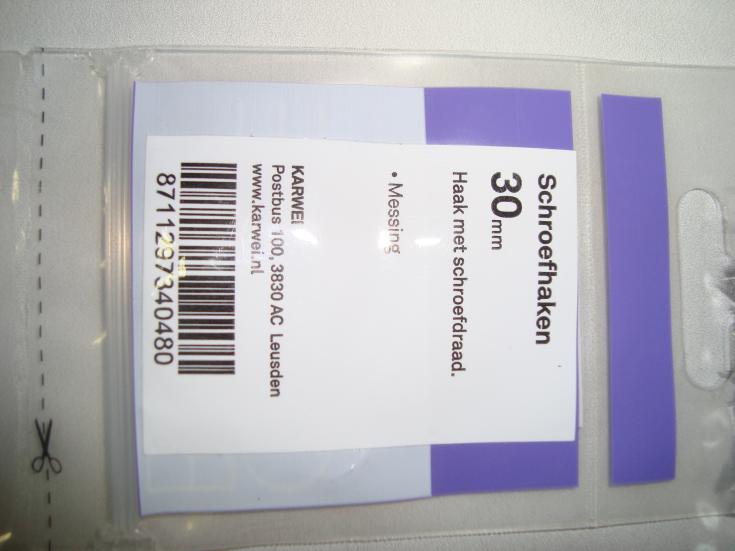 Schroefhaken
30mm
Haak met schroefdraad.
• Messing
KARWEI
Postbus 100, 3830 AC Leusden
www.karwei.nl
8711297340480